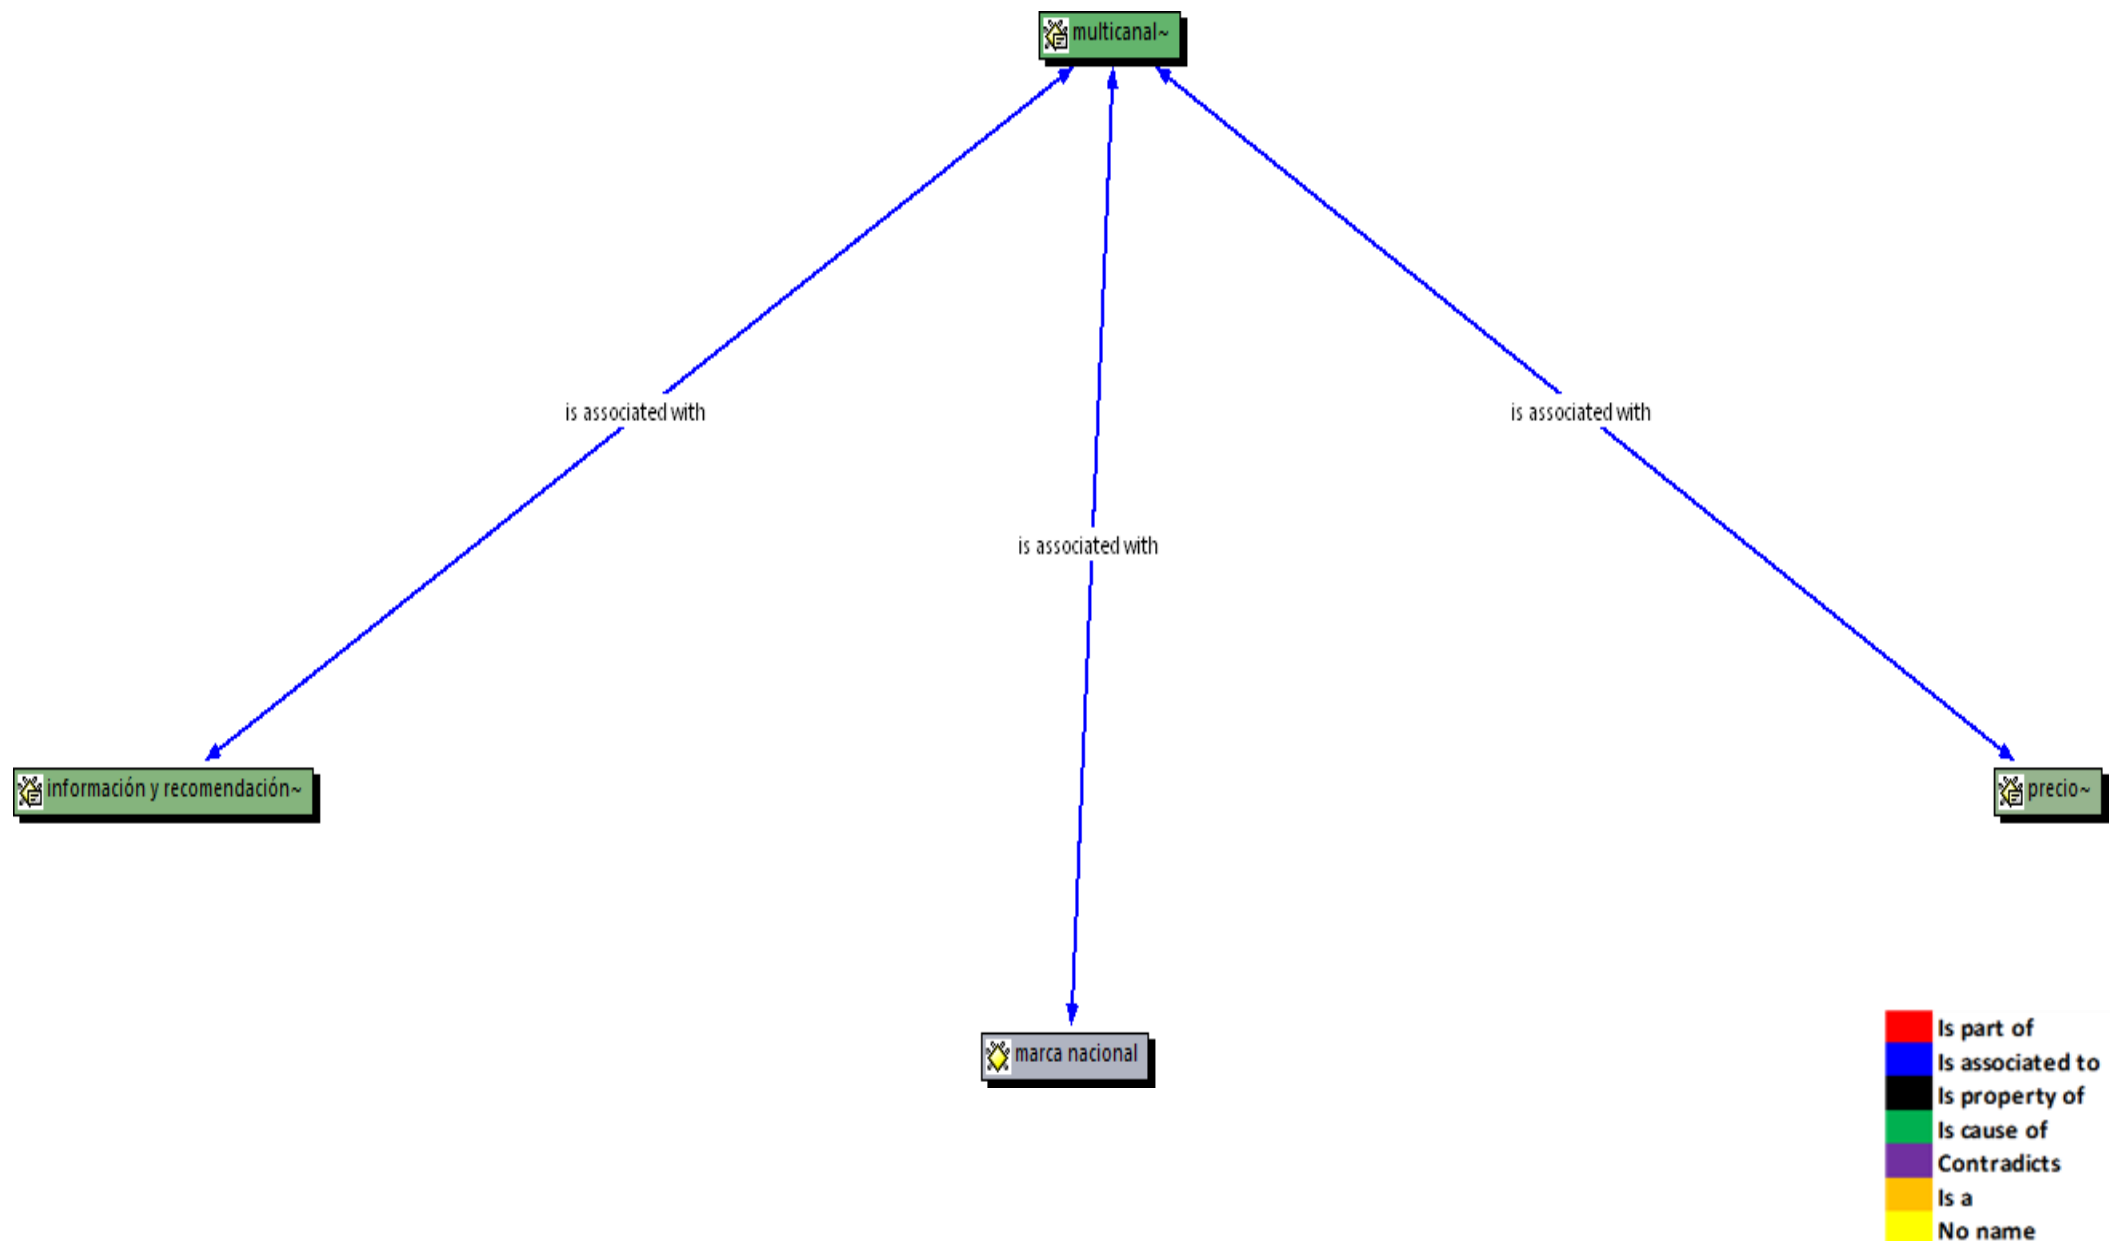 multicanal~
is associated with
is associated with
is associated with
información y recomendación~
precio~
marca nacional
Is part of
Is associated to
Is property of
Is cause of
Contradicts
Is a
No name